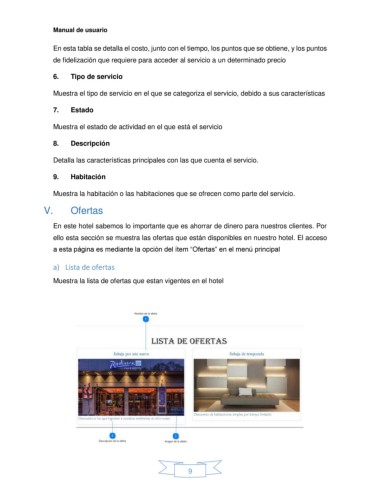 Manual de usuario
En esta tabla se detalla el costo, junto con el tiempo, los puntos que se obtiene, y los puntos
de fidelización que requiere para acceder al servicio a un determinado precio
6. Tipo de servicio
Muestra el tipo de servicio en el que se categoriza el servicio, debido a sus características
7. Estado
Muestra el estado de actividad en el que está el servicio
8. Descripción
Detalla las características principales con las que cuenta el servicio.
9. Habitación
Muestra la habitación o las habitaciones que se ofrecen como parte del servicio.
V. Ofertas
En este hotel sabemos lo importante que es ahorrar de dinero para nuestros clientes. Por
ello esta sección se muestra las ofertas que están disponibles en nuestro hotel. El acceso
a esta página es mediante la opción del ítem "Ofertas" en el menú principal
a) Lista de ofertas
Muestra la lista de ofertas que estan vigentes en el hotel
LISTA DE OFERTAS
Rebaja por año nuevo
Rebaja de temporada
Radisson
9